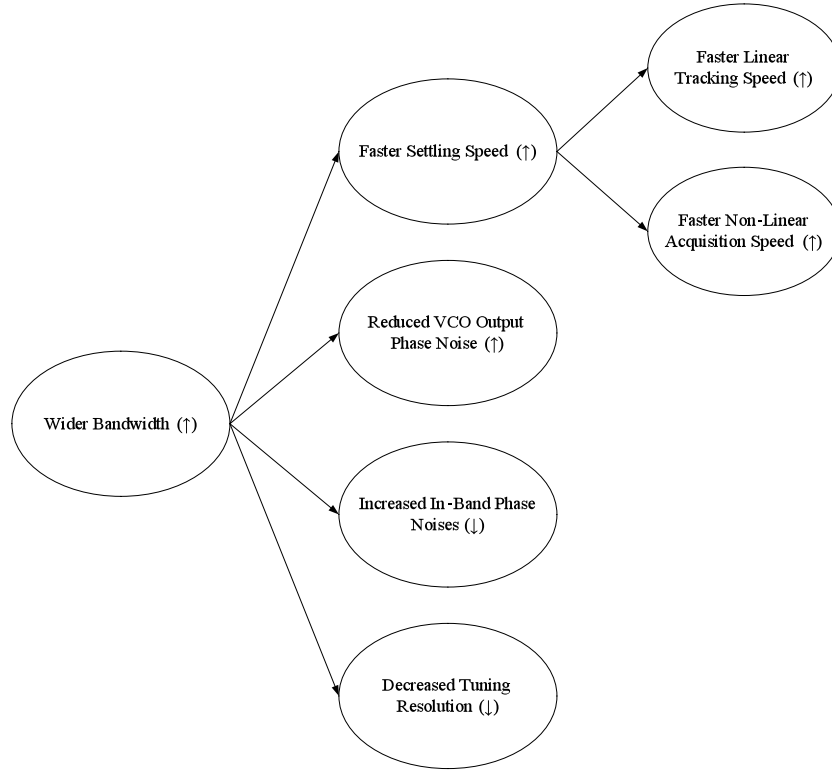 Faster Linear
Tracking Speed (↑)
Faster Settling Speed (↑)
Faster Non-Linear
Acquisition Speed (↑)
Reduced VCO Output
Phase Noise (↑)
Wider Bandwidth (↑)
Increased In-Band Phase
Noises (↓)
Decreased Tuning
Resolution (↓)